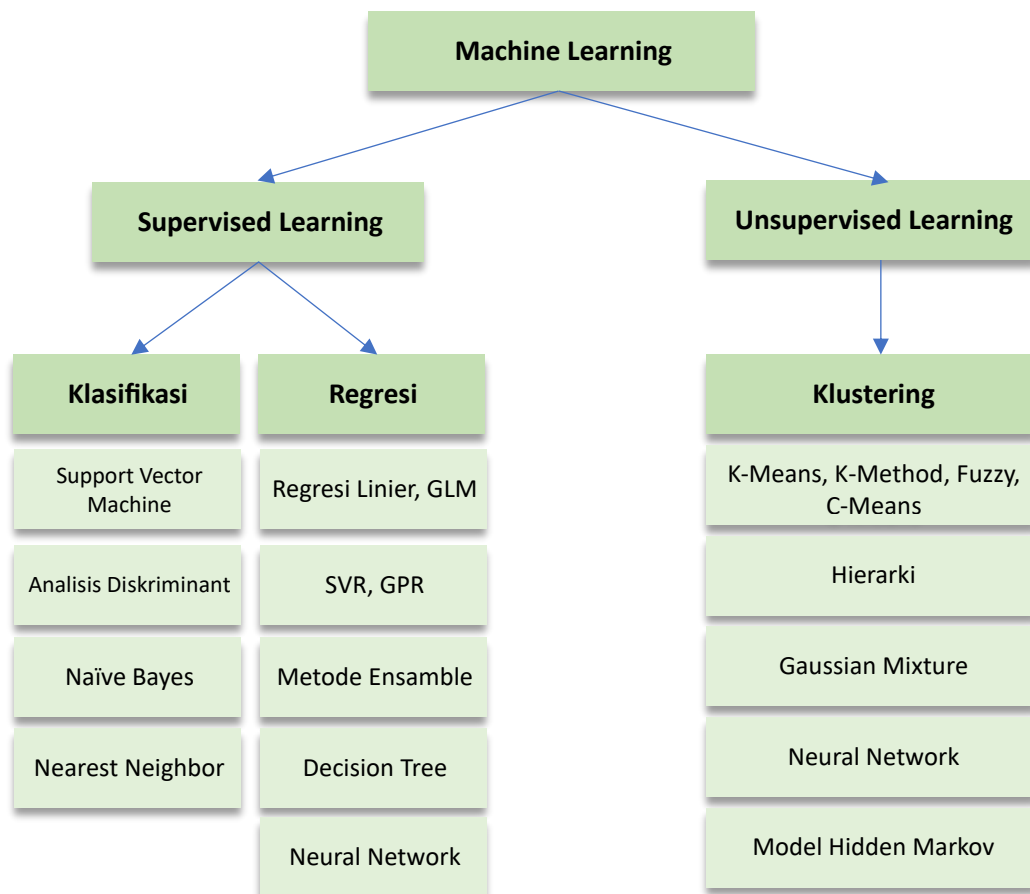 Machine Learning
Supervised Learning
Unsupervised Learning
Klasifikasi
Regresi
Klustering
Support Vector
Machine
Regresi Linier, GLM
K-Means, K-Method, Fuzzy,
C-Means
Analisis Diskriminant
SVR, GPR
Hierarki
Naïve Bayes
Metode Ensamble
Gaussian Mixture
Nearest Neighbor
Decision Tree
Neural Network
Neural Network
Model Hidden Markov